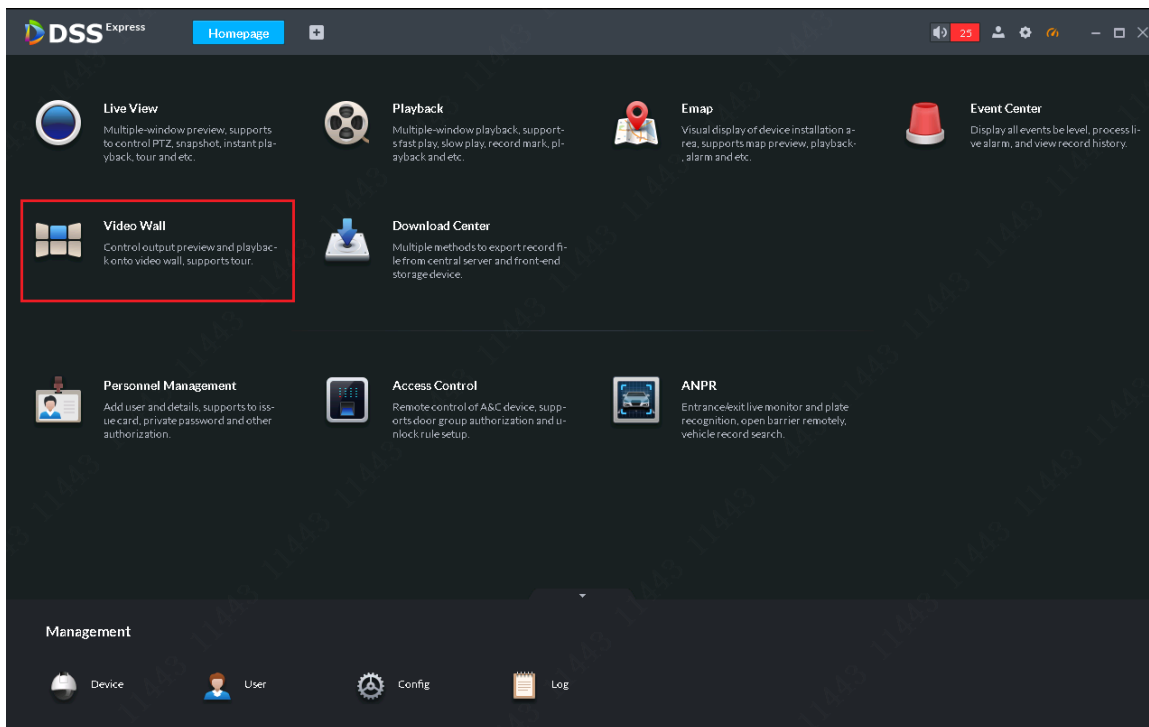 DSS Express
Homepage
25
Live View
Multiple-window preview, supports
to control PTZ, snapshot, instant pla-
yback, tour and etc.
Playback
Multiple-window playback, support-
s fast play, slow play, record mark, pl-
ayback and etc.
Emap
Visual display of device installation a-
rea, supports map preview, playback-
, alarm and etc.
Event Center
Display all events be level, process li-
ve alarm, and view record history.
Video Wall
Control output preview and playbac-
k onto video wall, supports tour.
Download Center
Multiple methods to export record fi-
le from central server and front-end
storage device.
Personnel Management
Add user and details, supports to iss-
ue card, private password and other
authorization.
Access Control
Remote control of A&C device, supp-
orts door group authorization and u-
nlock rule setup.
ANPR
Entrance/exit live monitor and plate
recognition, open barrier remotely,
vehicle record search.
Management
Device
User
Config
Log